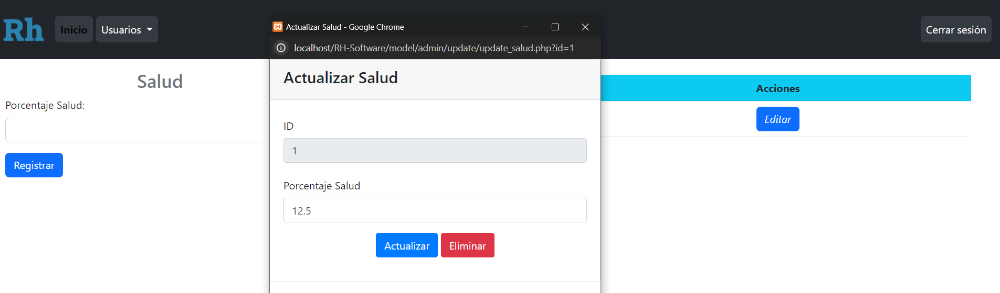 Rh
Inicio
Usuarios
Cerrar sesión
Actualizar Salud - Google Chrome
localhost/RH-Software/model/admin/update/update_salud.php?id=1
Salud
Porcentaje Salud:
Registrar
Actualizar Salud
ID
1
Porcentaje Salud
12.5
Actualizar
Eliminar
Acciones
Editar